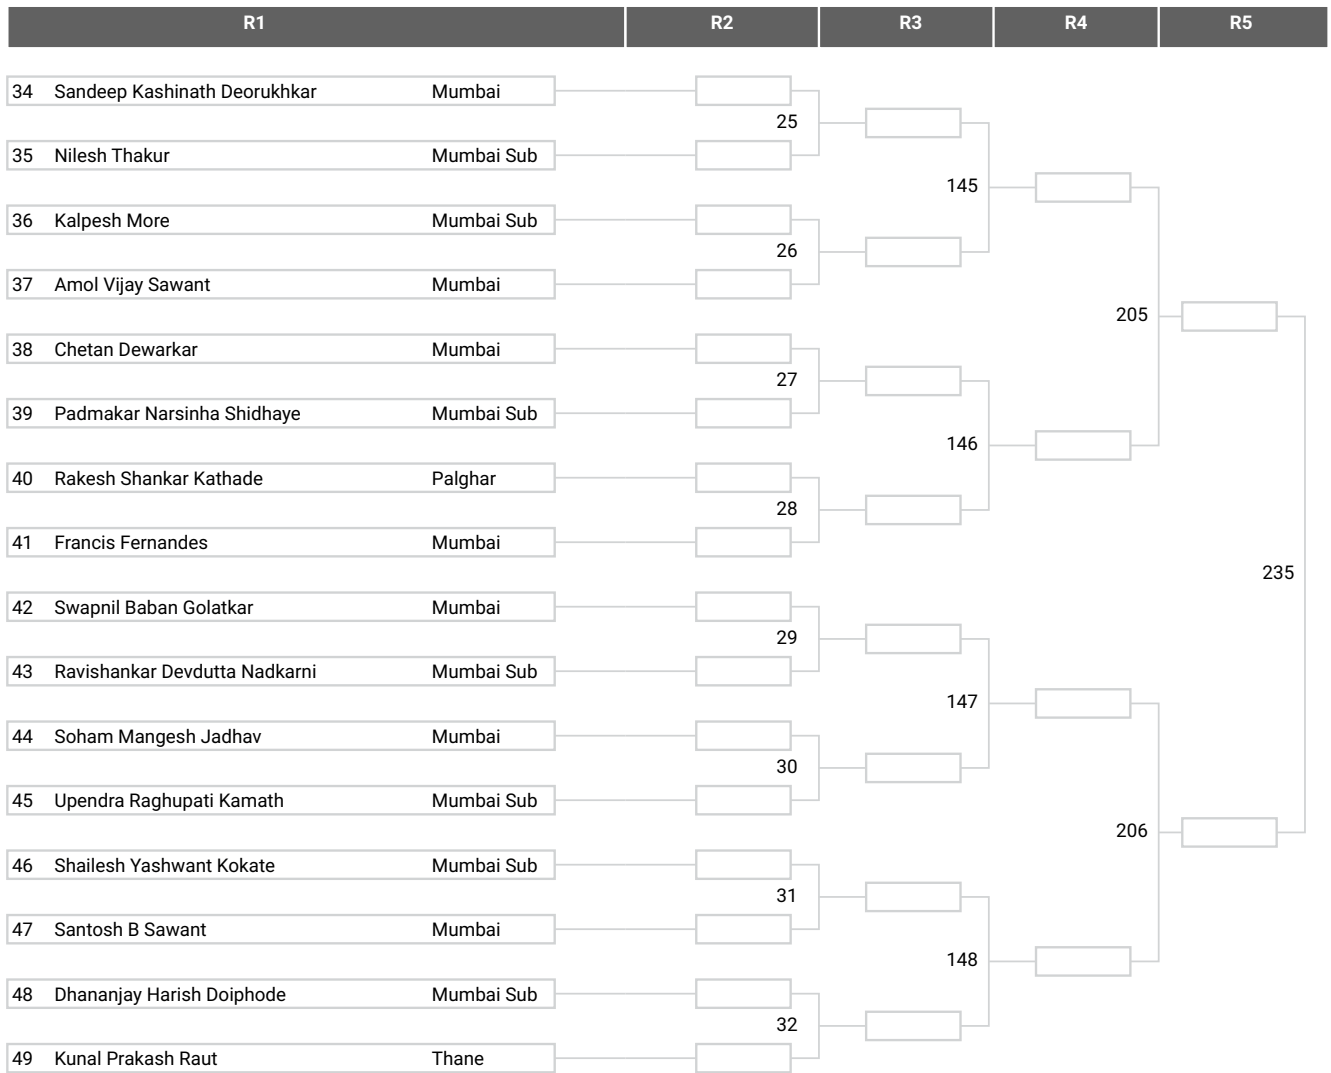 R1 R2 R3 R4 R5
34 Sandeep Kashinath Deorukhkar Mumbai
25
35 Nilesh Thakur Mumbai Sub
145
36 Kalpesh More Mumbai Sub
26
37 Amol Vijay Sawant Mumbai
205
38 Chetan Dewarkar Mumbai
27
39 Padmakar Narsinha Shidhaye Mumbai Sub
146
40 Rakesh Shankar Kathade Palghar
28
41 Francis Fernandes Mumbai
235
42 Swapnil Baban Golatkar Mumbai
29
43 Ravishankar Devdutta Nadkarni Mumbai Sub
147
44 Soham Mangesh Jadhav Mumbai
30
45 Upendra Raghupati Kamath Mumbai Sub
206
46 Shailesh Yashwant Kokate Mumbai Sub
31
47 Santosh B Sawant Mumbai
148
48 Dhananjay Harish Doiphode Mumbai Sub
32
49 Kunal Prakash Raut Thane